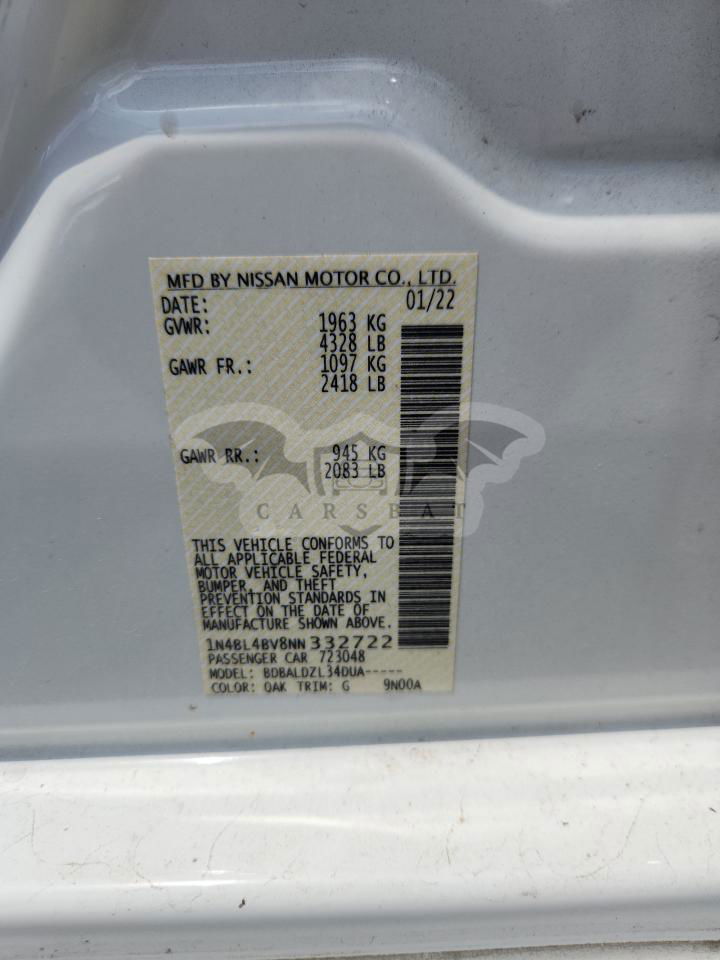 MFD BY NISSAN MOTOR CO., LTD.
DATE: 01/22
GVWR: 1963 KG
4328 LB
GAWR FR.: 1097 KG
2418 LB
GAWR RR.: 945 KG
2083 LB
CARSBAT
THIS VEHICLE CONFORMS TO
ALL APPLICABLE FEDERAL
MOTOR VEHICLE SAFETY,
BUMPER, AND THEFT
PREVENTION STANDARDS IN
EFFECT ON THE DATE OF
MANUFACTURE SHOWN ABOVE.
1N4BL4BV8NN332722
PASSENGER CAR 723048
MODEL: BDBALDZL34DUA-----
COLOR: QAK TRIM: G 9N00A